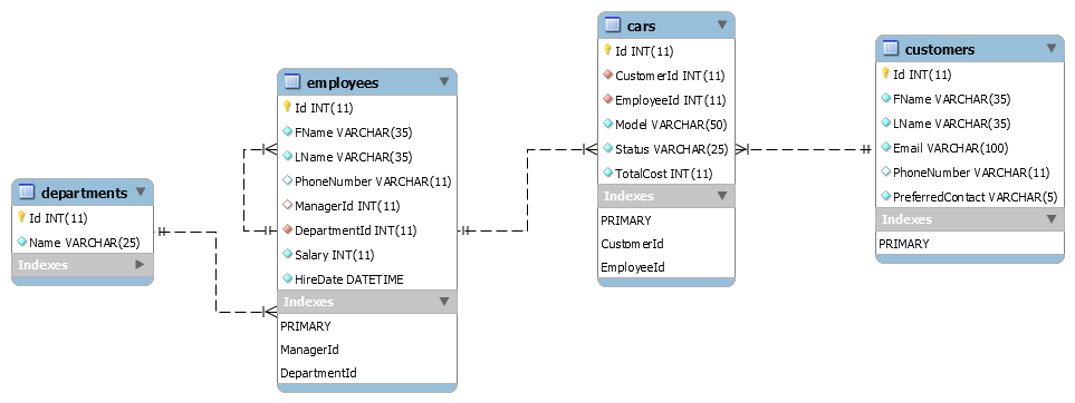 departments
Id INT(11)
Name VARCHAR(25)
Indexes
employees
Id INT(11)
FName VARCHAR(35)
LName VARCHAR(35)
PhoneNumber VARCHAR(11)
ManagerId INT(11)
DepartmentId INT(11)
Salary INT(11)
HireDate DATETIME
Indexes
PRIMARY
ManagerId
DepartmentId
cars
Id INT(11)
CustomerId INT(11)
EmployeeId INT(11)
Model VARCHAR(50)
Status VARCHAR(25)
TotalCost INT(11)
Indexes
PRIMARY
CustomerId
EmployeeId
customers
Id INT(11)
FName VARCHAR(35)
LName VARCHAR(35)
Email VARCHAR(100)
PhoneNumber VARCHAR(11)
PreferredContact VARCHAR(5)
Indexes
PRIMARY